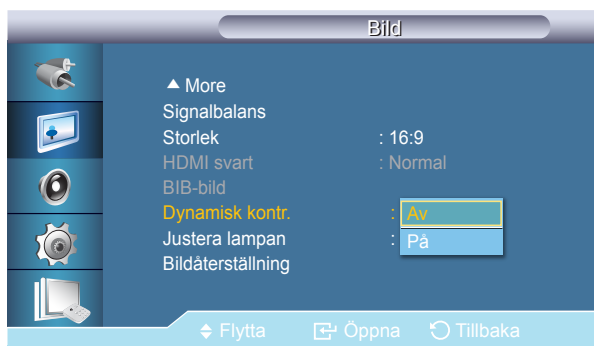 Bild
▲ More
Signalbalans
Storlek : 16:9
HDMI svart : Normal
BIB-bild
Dynamisk kontr. : Av
Justera lampan : På
Bildåterställning
Flytta Öppna Tillbaka